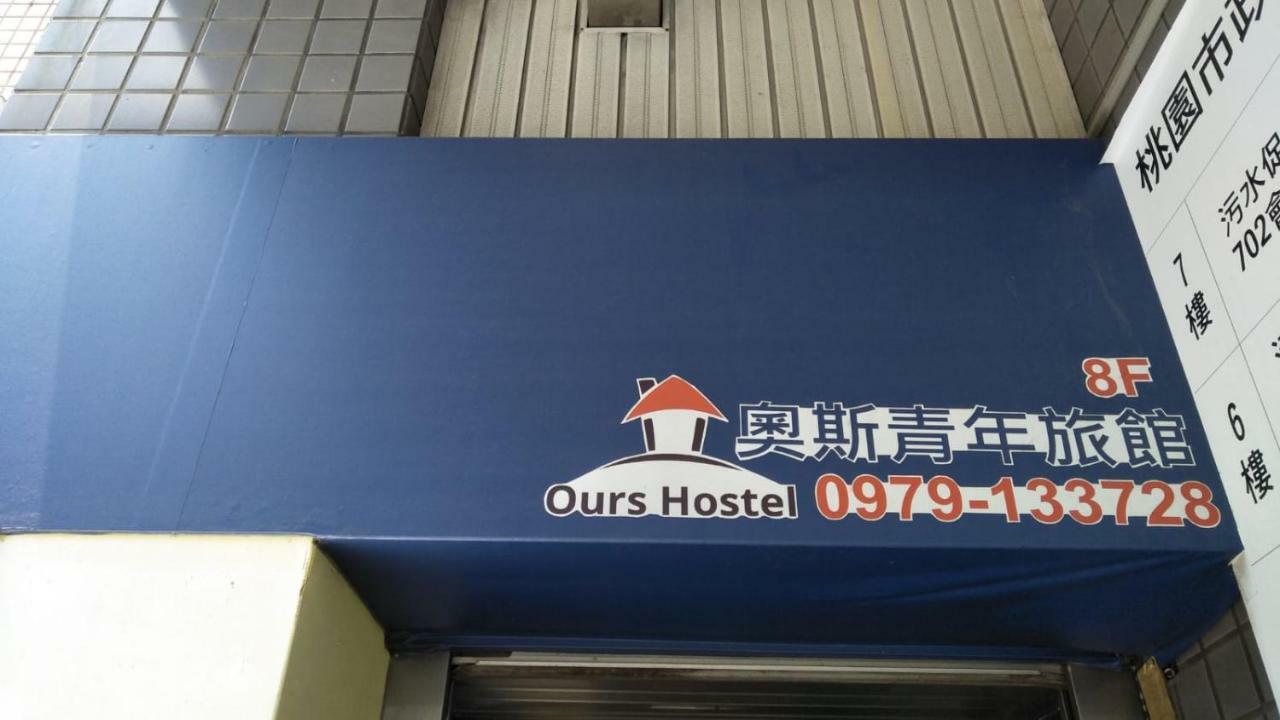 8F
奧斯青年旅館
Ours Hostel
0979-133728
桃園市政
7樓
污水促
702會
6樓